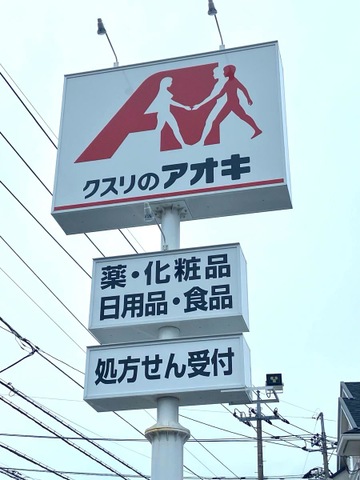 クスリのアオキ
薬・化粧品
日用品・食品
処方せん受付